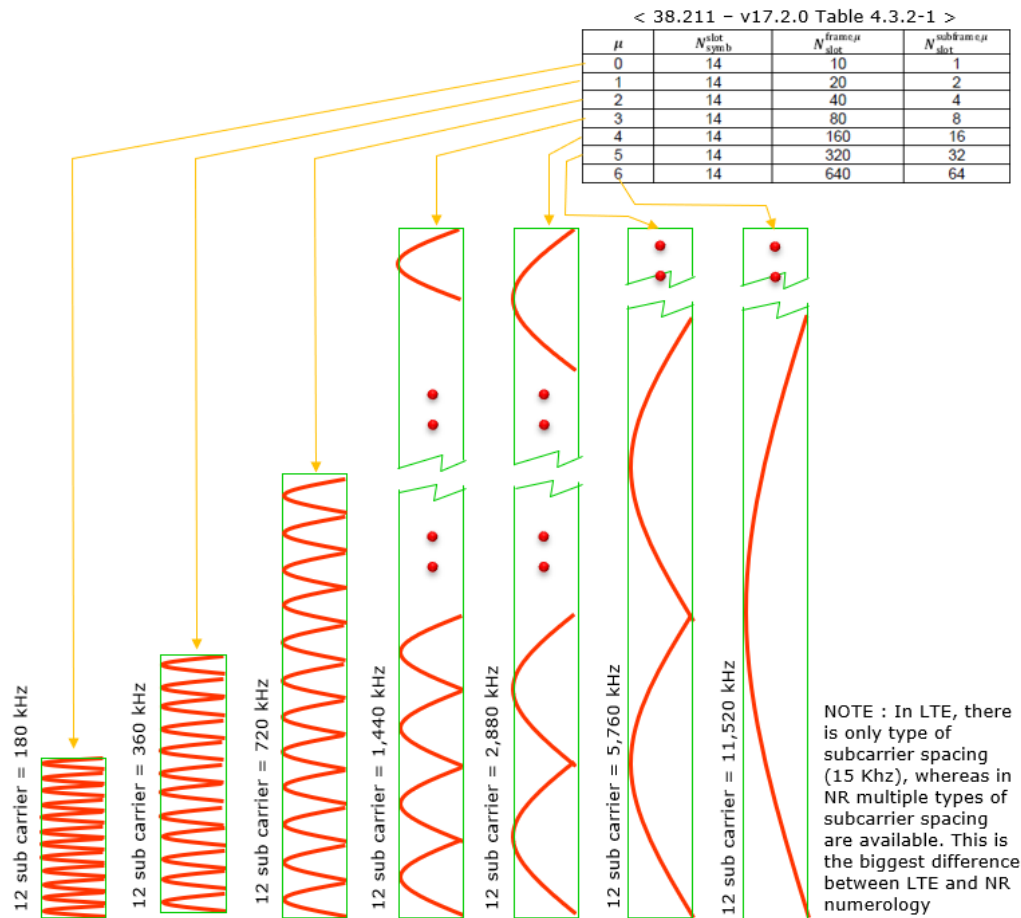 < 38.211 – v17.2.0 Table 4.3.2-1 >
μ N^slot_symb N^frame,μ_slot N^subframe,μ_slot
0 14 10 1
1 14 20 2
2 14 40 4
3 14 80 8
4 14 160 16
5 14 320 32
6 14 640 64
12 sub carrier = 180 kHz
12 sub carrier = 360 kHz
12 sub carrier = 720 kHz
12 sub carrier = 1,440 kHz
12 sub carrier = 2,880 kHz
12 sub carrier = 5,760 kHz
12 sub carrier = 11,520 kHz
NOTE : In LTE, there
is only type of
subcarrier spacing
(15 Khz), whereas in
NR multiple types of
subcarrier spacing
are available. This is
the biggest difference
between LTE and NR
numerology